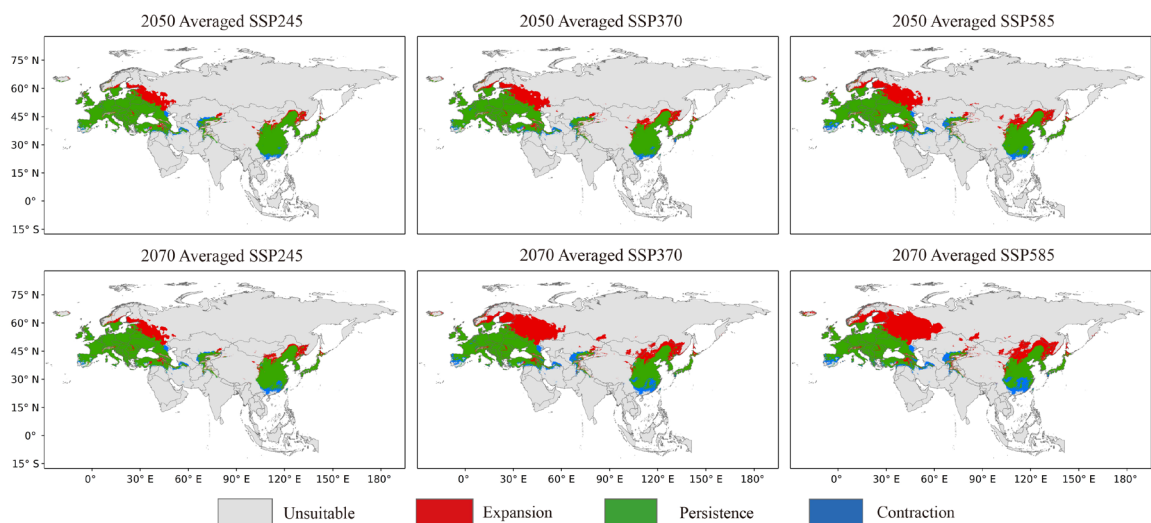 2050 Averaged SSP245
2050 Averaged SSP370
2050 Averaged SSP585
75° N
60° N
45° N
30° N
15° N
0°
15° S
2070 Averaged SSP245
2070 Averaged SSP370
2070 Averaged SSP585
75° N
60° N
45° N
30° N
15° N
0°
15° S
0° 30° E 60° E 90° E 120° E 150° E 180°
0° 30° E 60° E 90° E 120° E 150° E 180°
0° 30° E 60° E 90° E 120° E 150° E 180°
Unsuitable Expansion Persistence Contraction